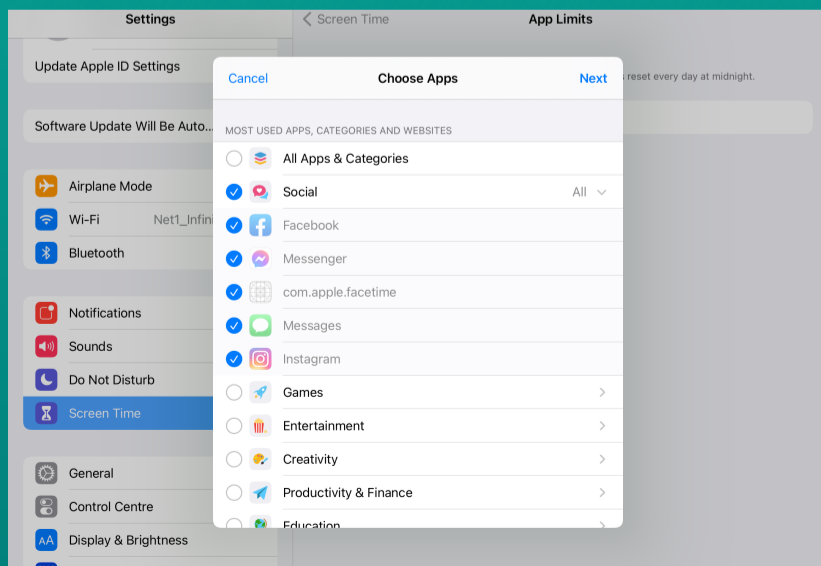 Settings
Screen Time
App Limits
Update Apple ID Settings
Software Update Will Be Auto...
Airplane Mode
Wi-Fi Net1_Infini
Bluetooth
Notifications
Sounds
Do Not Disturb
Screen Time
General
Control Centre
AA Display & Brightness
reset every day at midnight.
Cancel Choose Apps Next
MOST USED APPS, CATEGORIES AND WEBSITES
All Apps & Categories
Social All
Facebook
Messenger
com.apple.facetime
Messages
Instagram
Games
Entertainment
Creativity
Productivity & Finance
Education